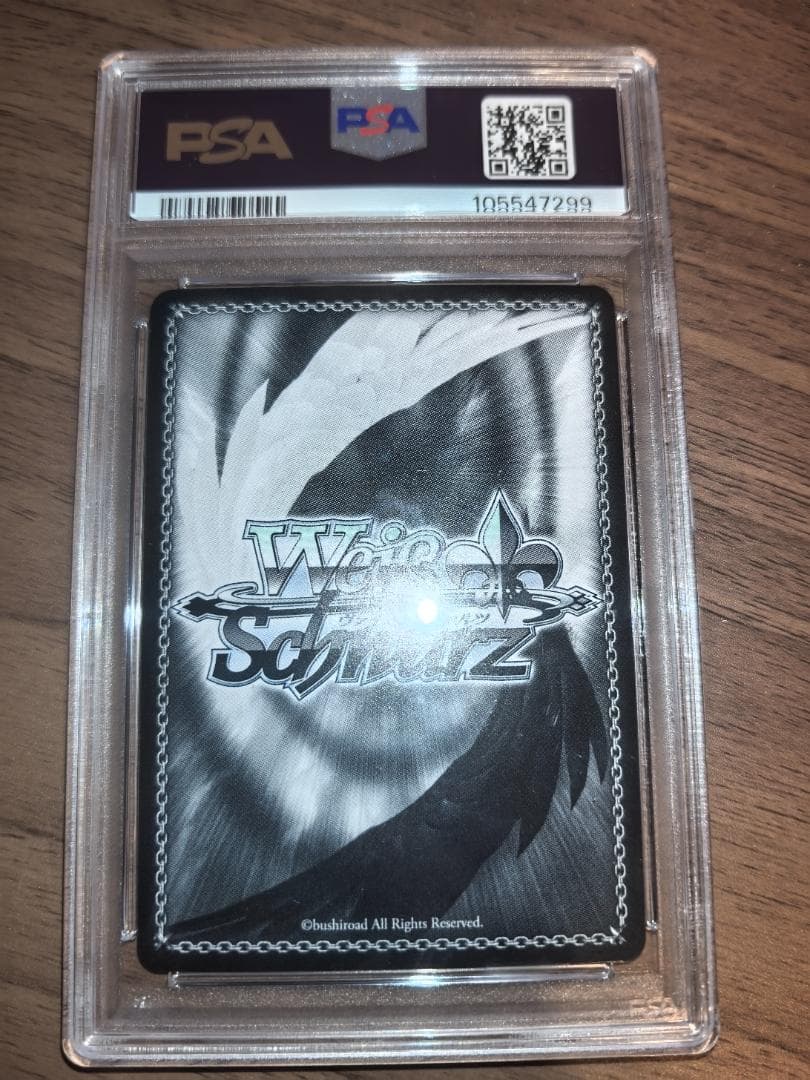 PSA
PSA
105547299
Weiß
Schwarz
©bushiroad All Rights Reserved.